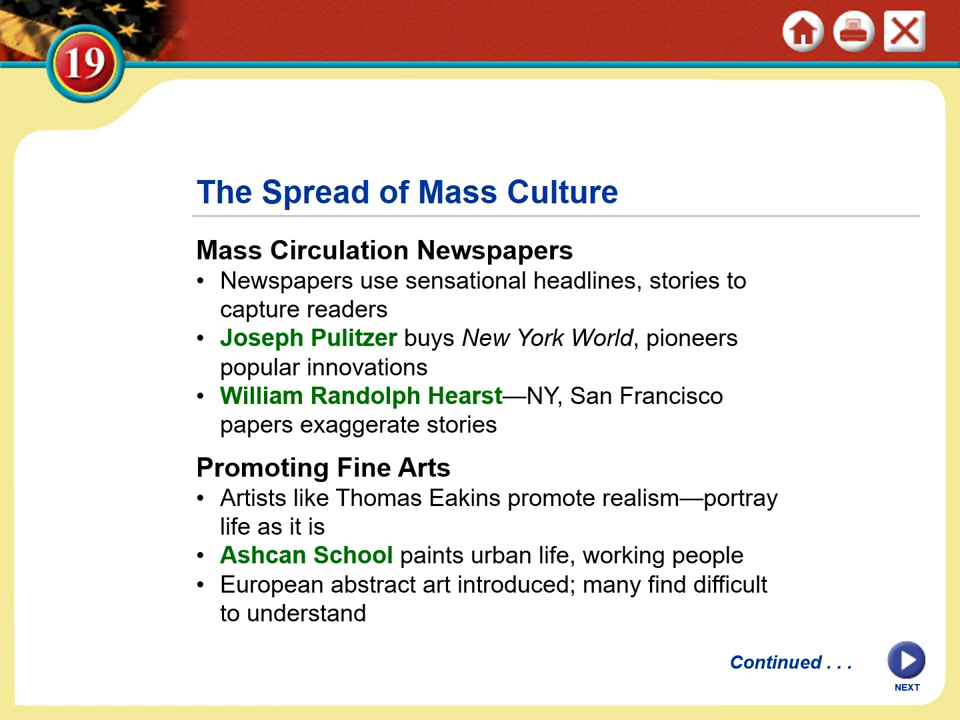 19
The Spread of Mass Culture
Mass Circulation Newspapers
• Newspapers use sensational headlines, stories to
capture readers
• Joseph Pulitzer buys New York World, pioneers
popular innovations
• William Randolph Hearst—NY, San Francisco
papers exaggerate stories
Promoting Fine Arts
• Artists like Thomas Eakins promote realism—portray
life as it is
• Ashcan School paints urban life, working people
• European abstract art introduced; many find difficult
to understand
Continued . . .
NEXT